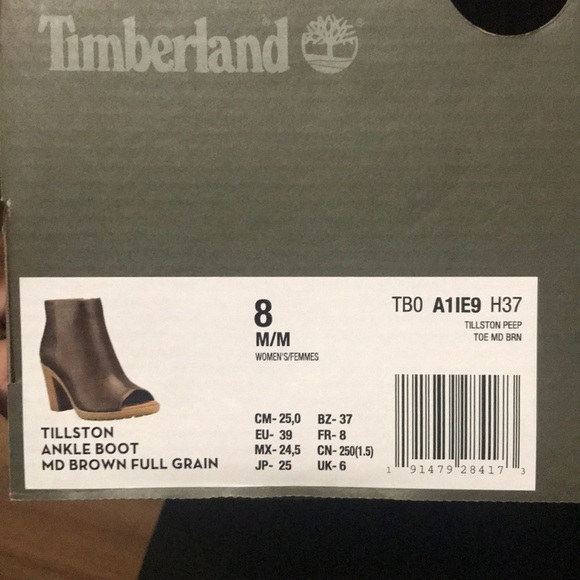 Timberland
8
M/M
WOMEN'S/FEMMES
TB0 A1IE9 H37
TILLSTON PEEP
TOE MD BRN
TILLSTON
ANKLE BOOT
MD BROWN FULL GRAIN
CM- 25,0 BZ- 37
EU- 39 FR- 8
MX- 24,5 CN- 250(1.5)
JP- 25 UK- 6
1 91479 28417 3